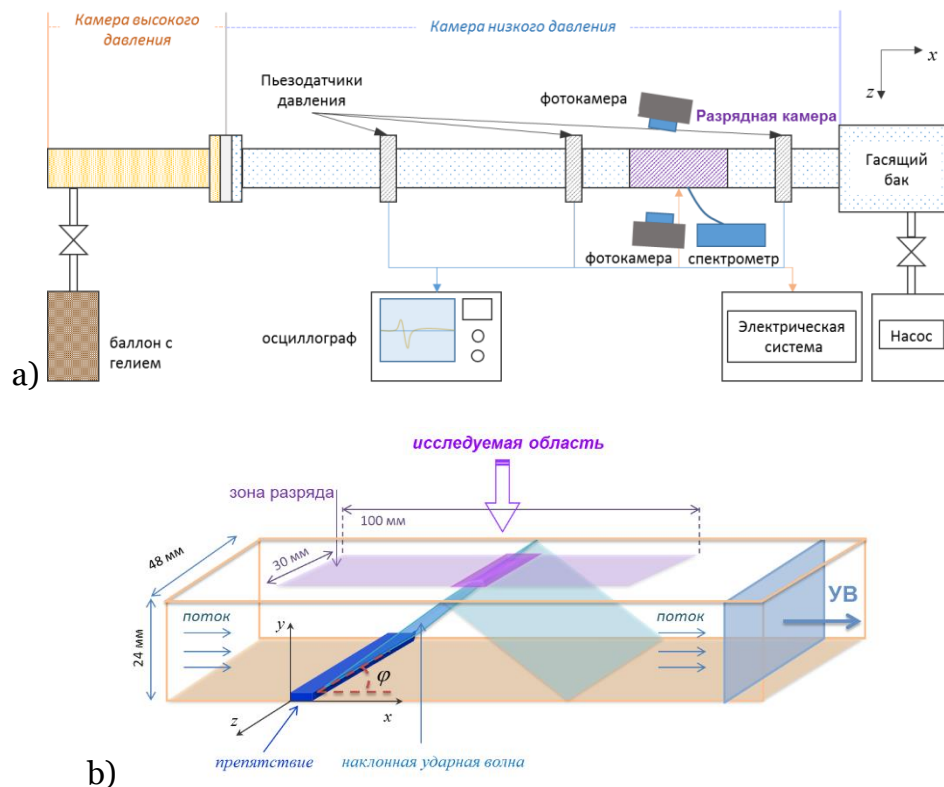 Камера высокого
давления
Камера низкого давления
x
z
Пьезодатчики
давления
фотокамера
Разрядная камера
Гасящий
бак
фотокамера
спектрометр
баллон с
гелием
осциллограф
Электрическая
система
Насос
a)
исследуемая область
зона разряда
100 мм
48 мм
30 мм
24 мм
поток
y
φ
x
z
поток
УВ
препятствие
наклонная ударная волна
b)